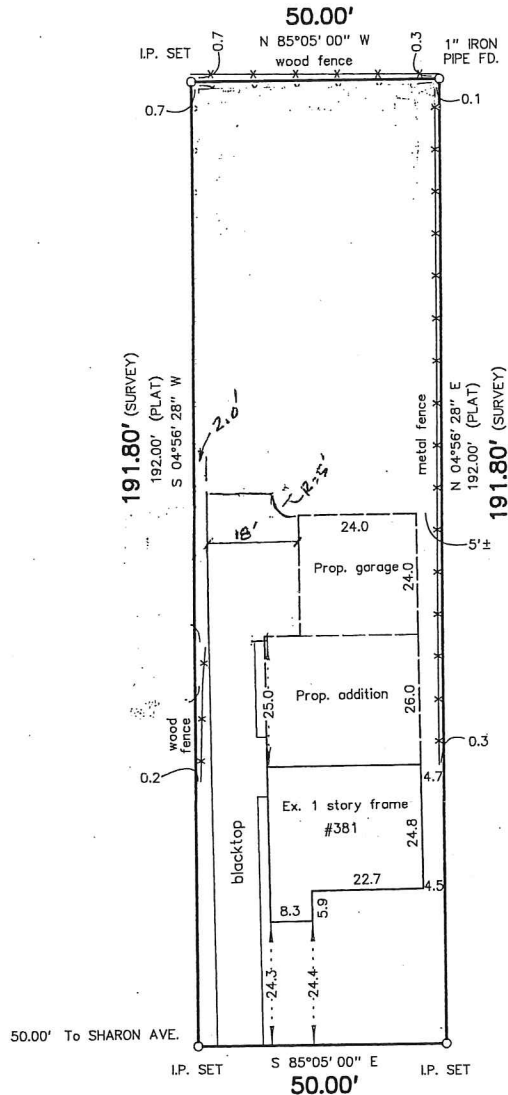 50.00'
N 85°05' 00" W
wood fence
0.7
0.3
I.P. SET
1" IRON
PIPE FD.
0.7
0.1
191.80' (SURVEY)
192.00' (PLAT)
S 04°56' 28" W
2.0'
metal fence
N 04°56' 28" E
192.00' (PLAT)
191.80' (SURVEY)
R=5'
18'
24.0
5'±
Prop. garage
24.0
25.0
Prop. addition
26.0
wood
fence
0.3
0.2
4.7
Ex. 1 story frame
#381
24.8
blacktop
22.7
4.5
8.3
5.9
24.3
24.4
50.00' To SHARON AVE.
S 85°05' 00" E
I.P. SET
I.P. SET
50.00'